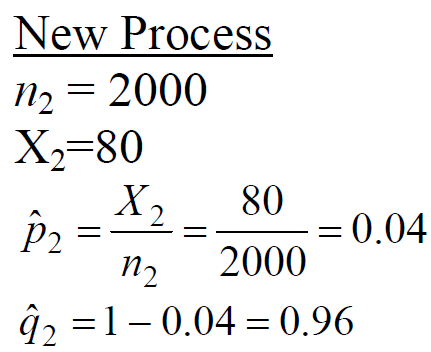 New Process
n₂ = 2000
X₂=80
p̂₂ = X₂/n₂ = 80/2000 = 0.04
q̂₂ = 1 − 0.04 = 0.96